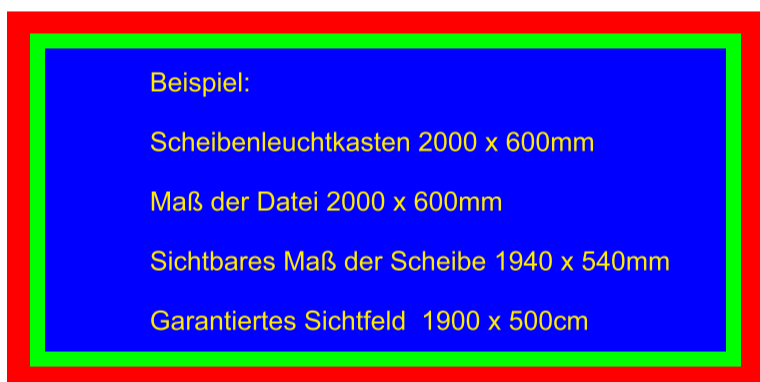 Beispiel:
Scheibenleuchtkasten 2000 x 600mm
Maß der Datei 2000 x 600mm
Sichtbares Maß der Scheibe 1940 x 540mm
Garantiertes Sichtfeld  1900 x 500cm